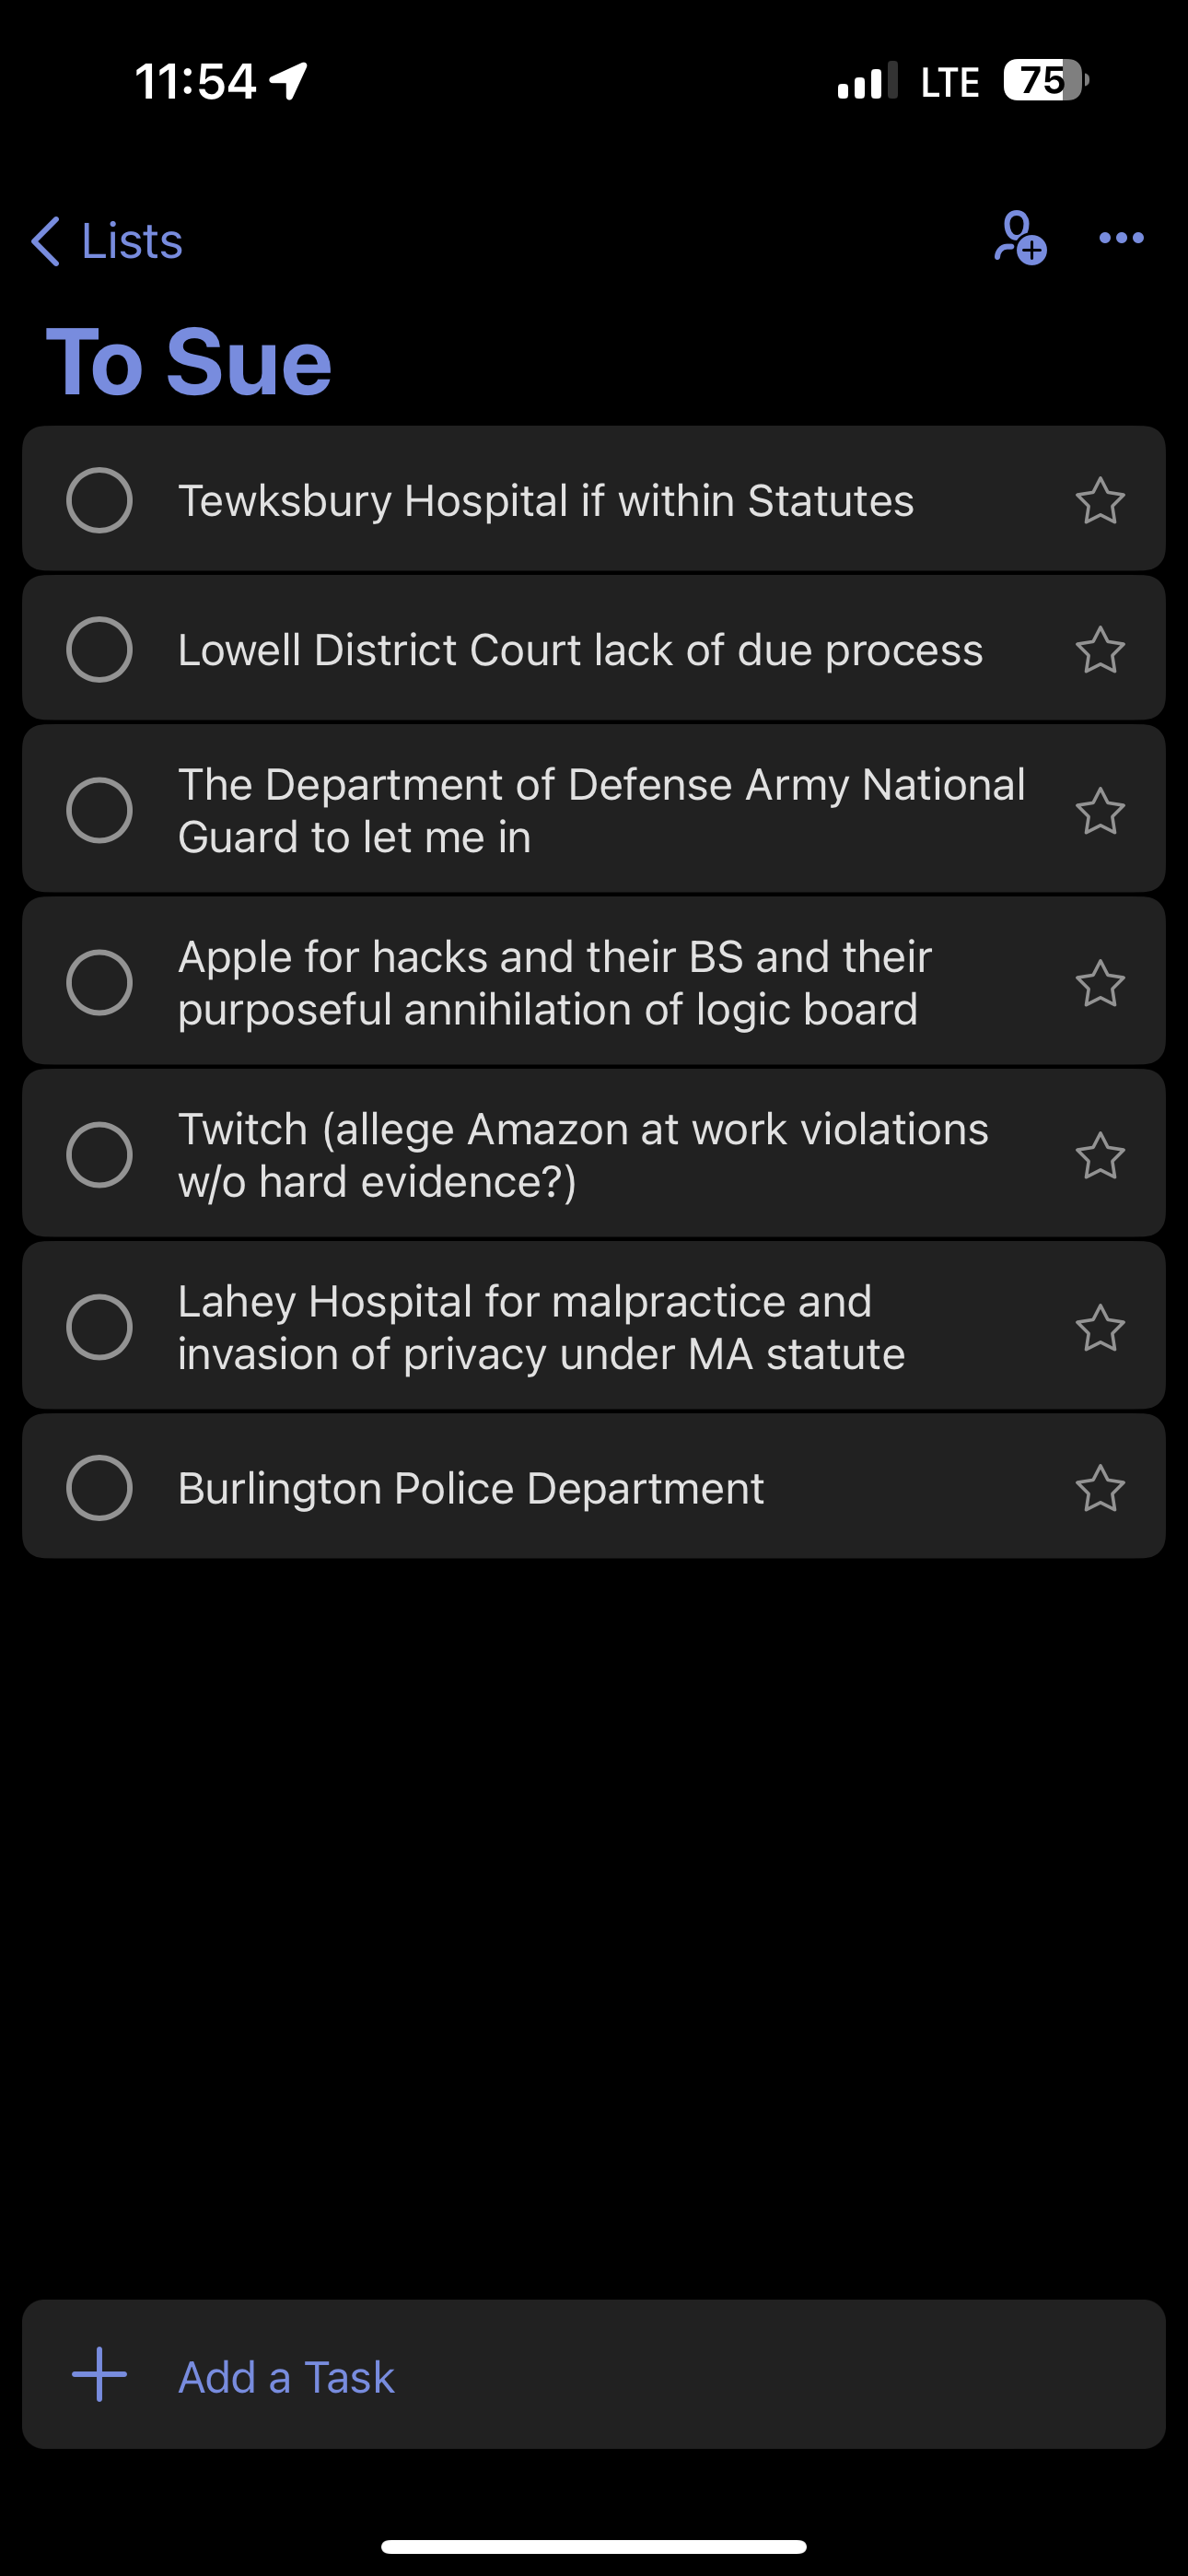 11:54
LTE
75
Lists
To Sue
Tewksbury Hospital if within Statutes
Lowell District Court lack of due process
The Department of Defense Army National
Guard to let me in
Apple for hacks and their BS and their
purposeful annihilation of logic board
Twitch (allege Amazon at work violations
w/o hard evidence?)
Lahey Hospital for malpractice and
invasion of privacy under MA statute
Burlington Police Department
Add a Task